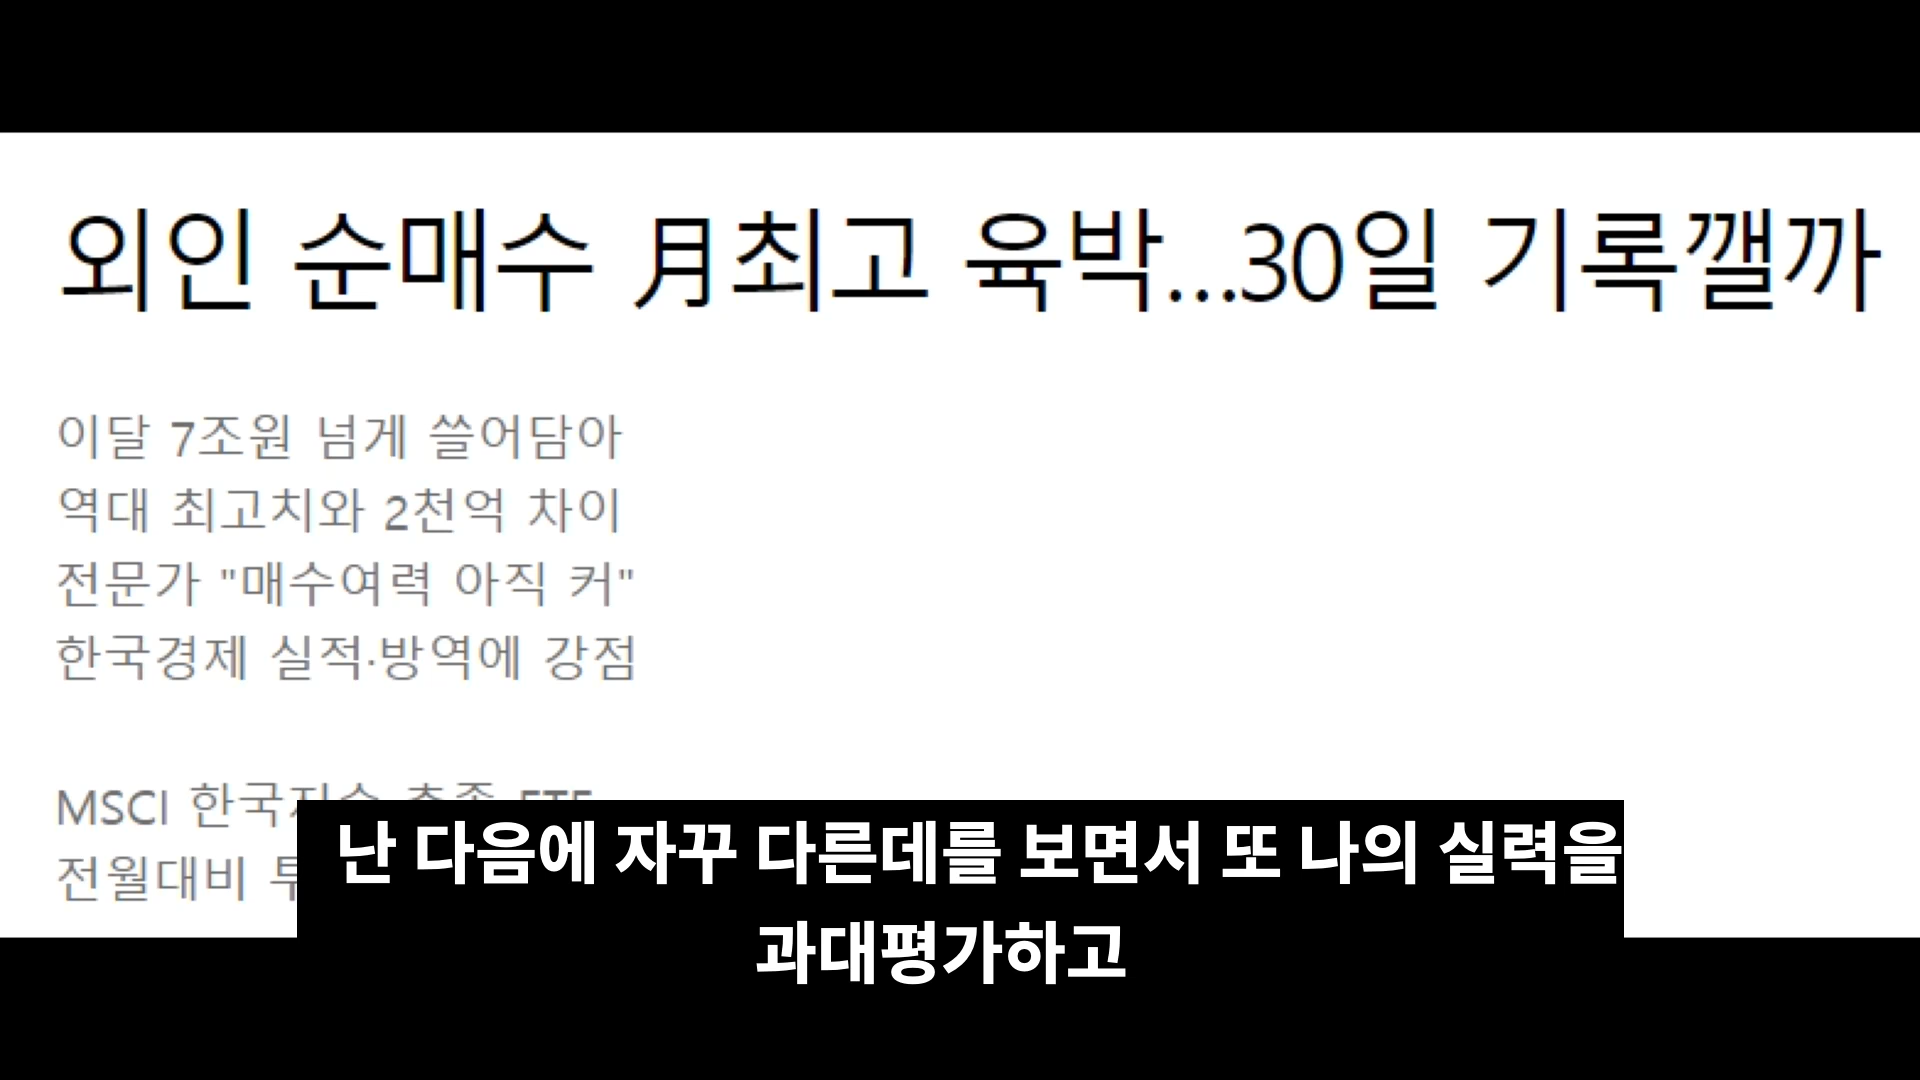 외인 순매수 月최고 육박...30일 기록깰까
이달 7조원 넘게 쓸어담아
역대 최고치와 2천억 차이
전문가 "매수여력 아직 커"
한국경제 실적·방역에 강점
MSCI
전월대비
난 다음에 자꾸 다른데를 보면서 또 나의 실력을
과대평가하고